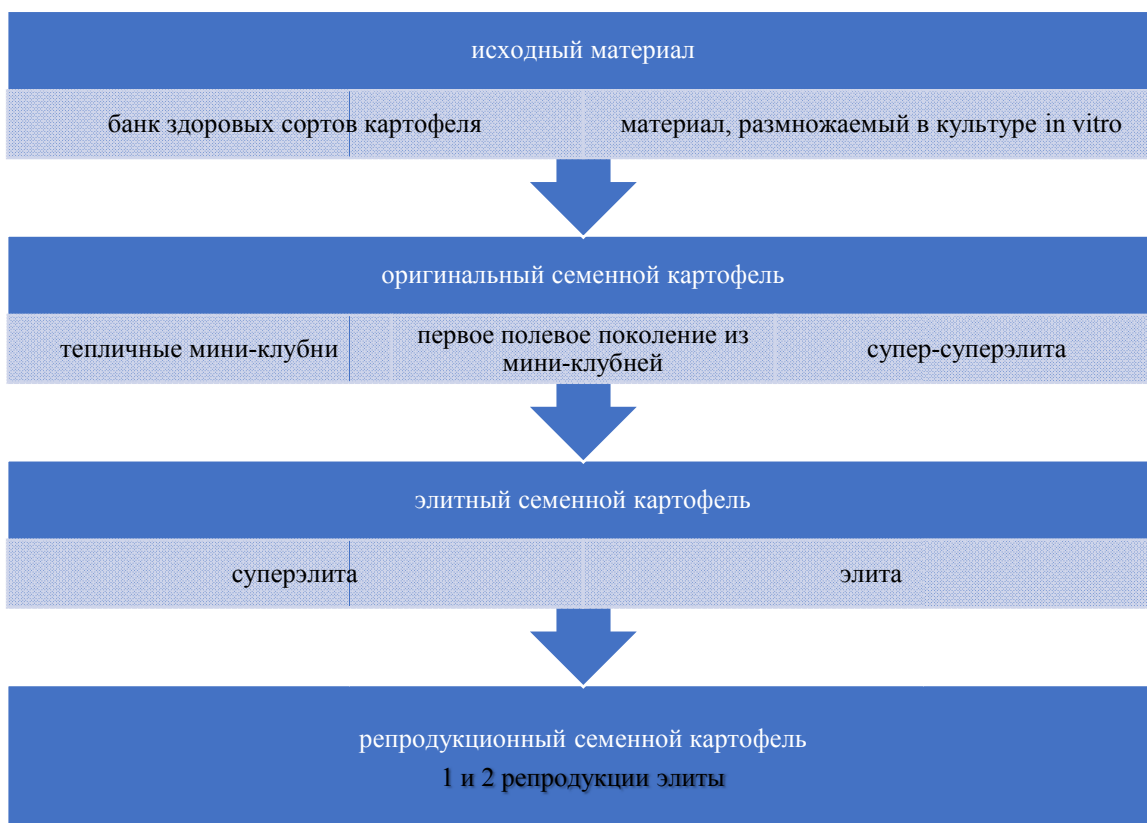 исходный материал
банк здоровых сортов картофеля
материал, размножаемый в культуре in vitro
оригинальный семенной картофель
тепличные мини-клубни
первое полевое поколение из
мини-клубней
супер-суперэлита
элитный семенной картофель
суперэлита
элита
репродукционный семенной картофель
1 и 2 репродукции элиты